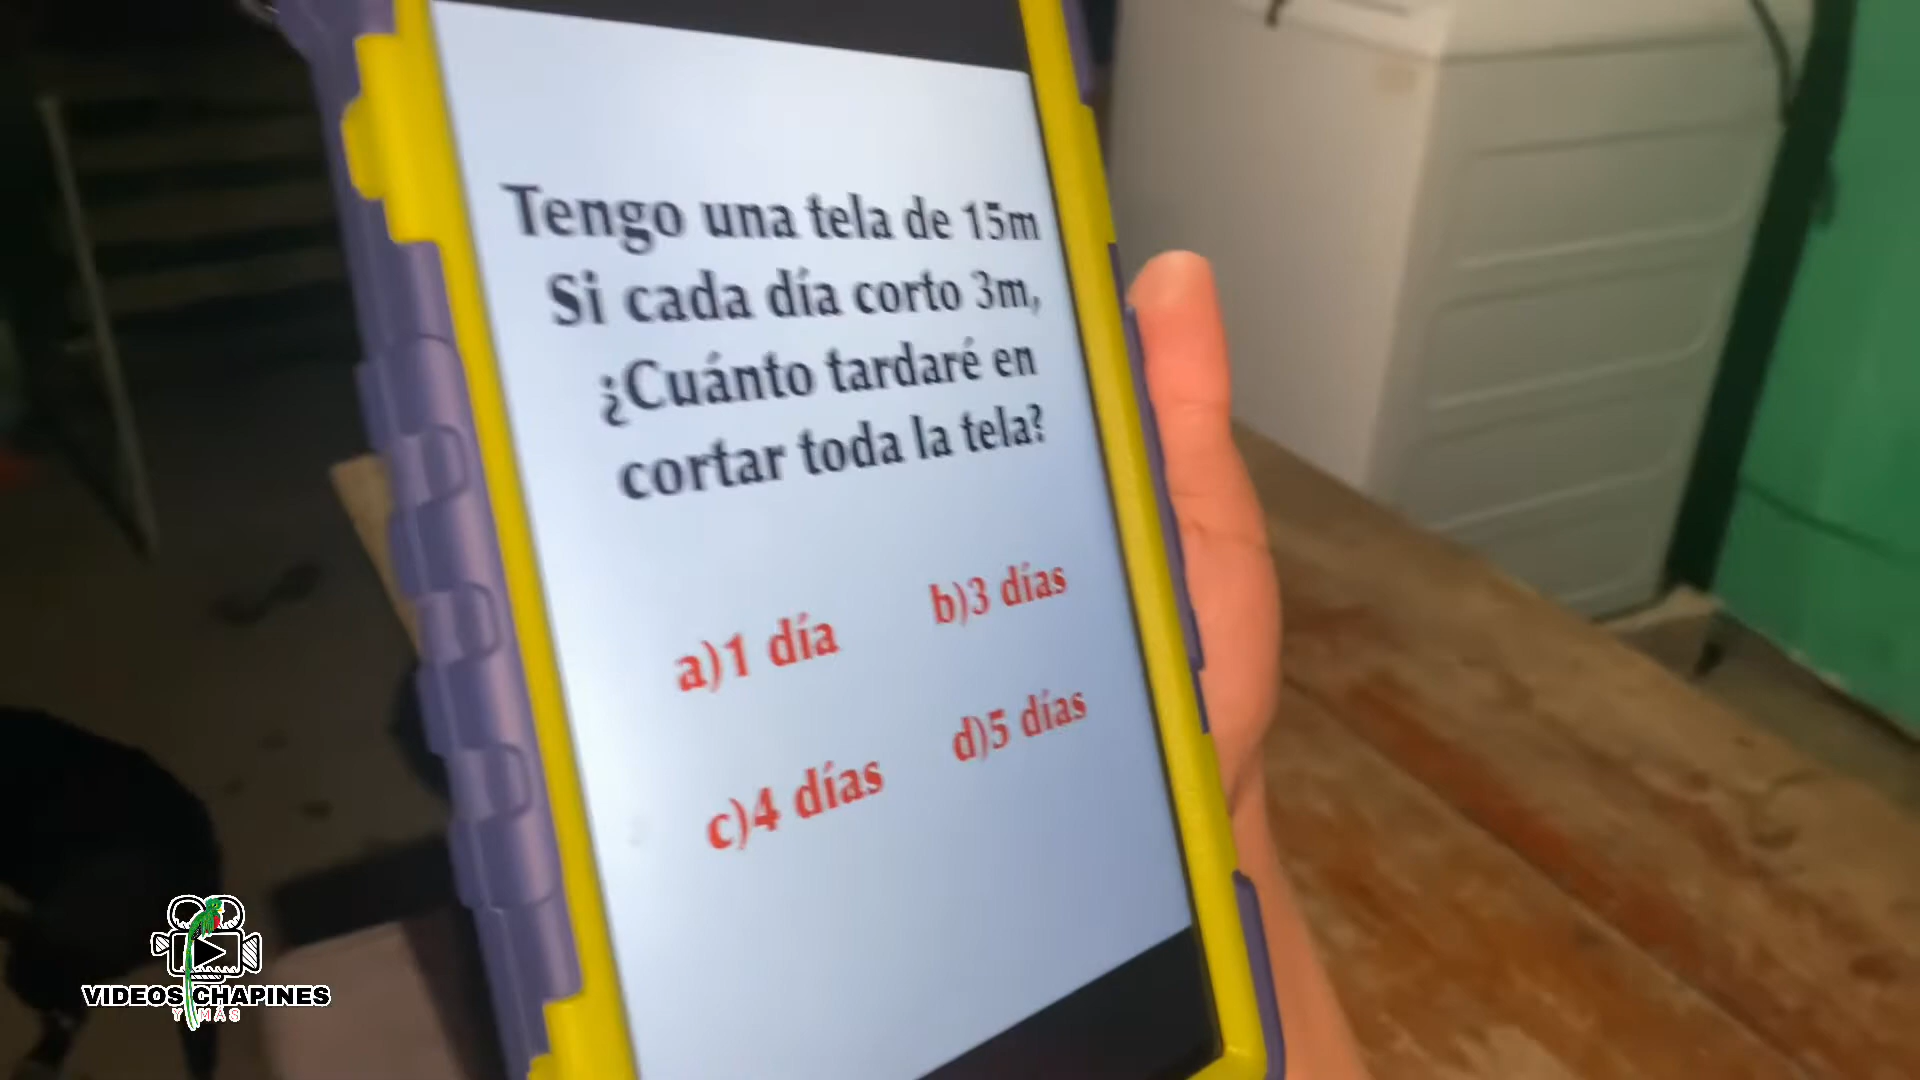 Tengo una tela de 15m
Si cada día corto 3m,
¿Cuánto tardaré en
cortar toda la tela?
a)1 día
b)3 días
c)4 días
d)5 días
VIDEOS CHAPINES
Y MÁS